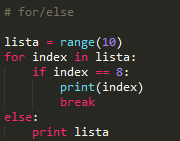 # for/else
lista = range(10)
for index in lista:
    if index == 8:
        print(index)
        break
else:
    print lista